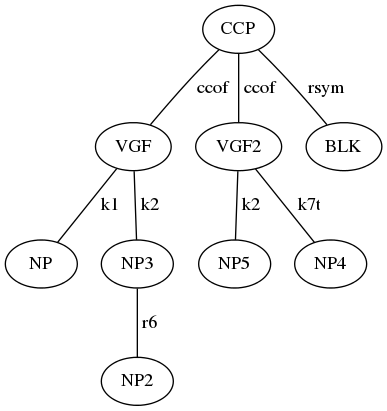 CCP
ccof ccof rsym
VGF VGF2 BLK
k1 k2 k2 k7t
NP NP3 NP5 NP4
r6
NP2